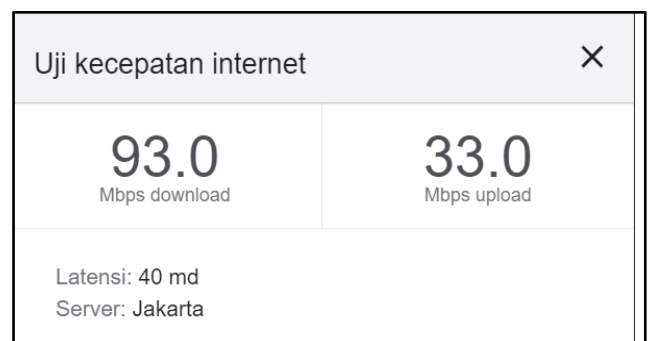 Uji kecepatan internet
93.0
Mbps download
33.0
Mbps upload
Latensi: 40 md
Server: Jakarta